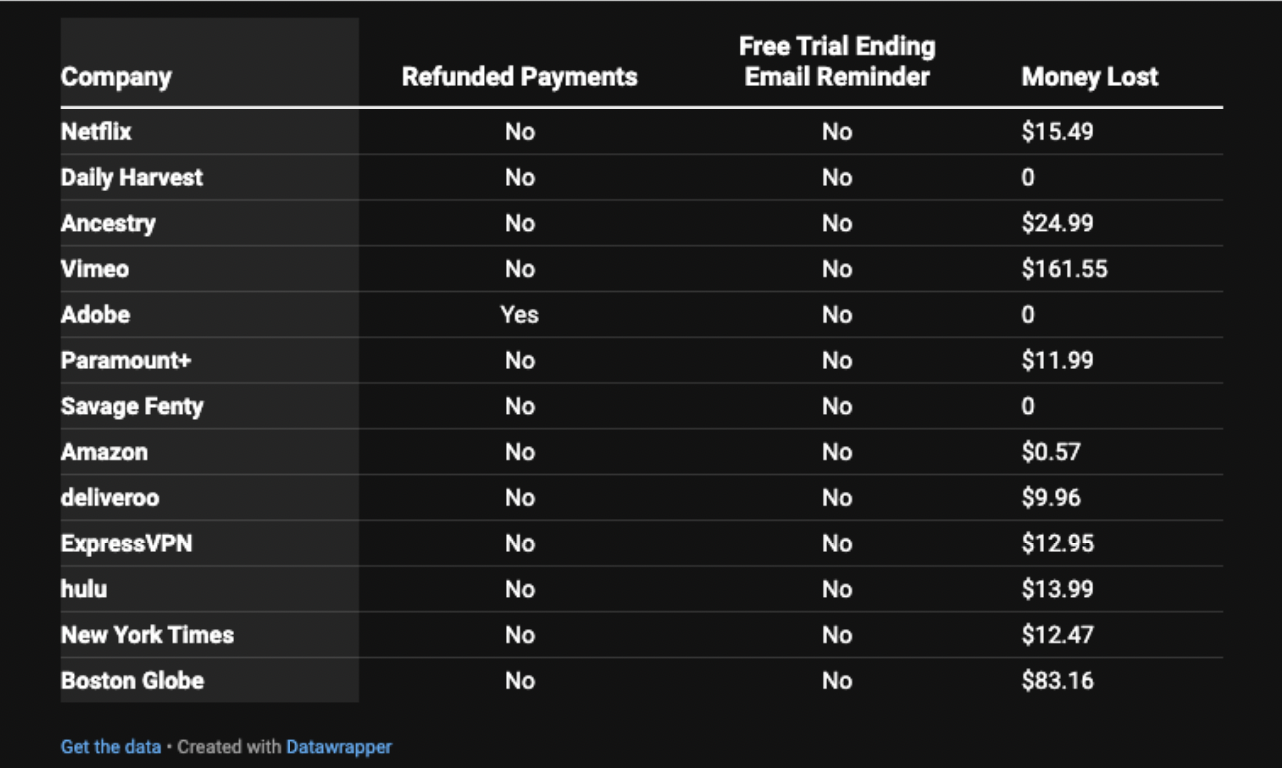 Company Refunded Payments Free Trial Ending Email Reminder Money Lost
Netflix No No $15.49
Daily Harvest No No 0
Ancestry No No $24.99
Vimeo No No $161.55
Adobe Yes No 0
Paramount+ No No $11.99
Savage Fenty No No 0
Amazon No No $0.57
deliveroo No No $9.96
ExpressVPN No No $12.95
hulu No No $13.99
New York Times No No $12.47
Boston Globe No No $83.16
Get the data • Created with Datawrapper